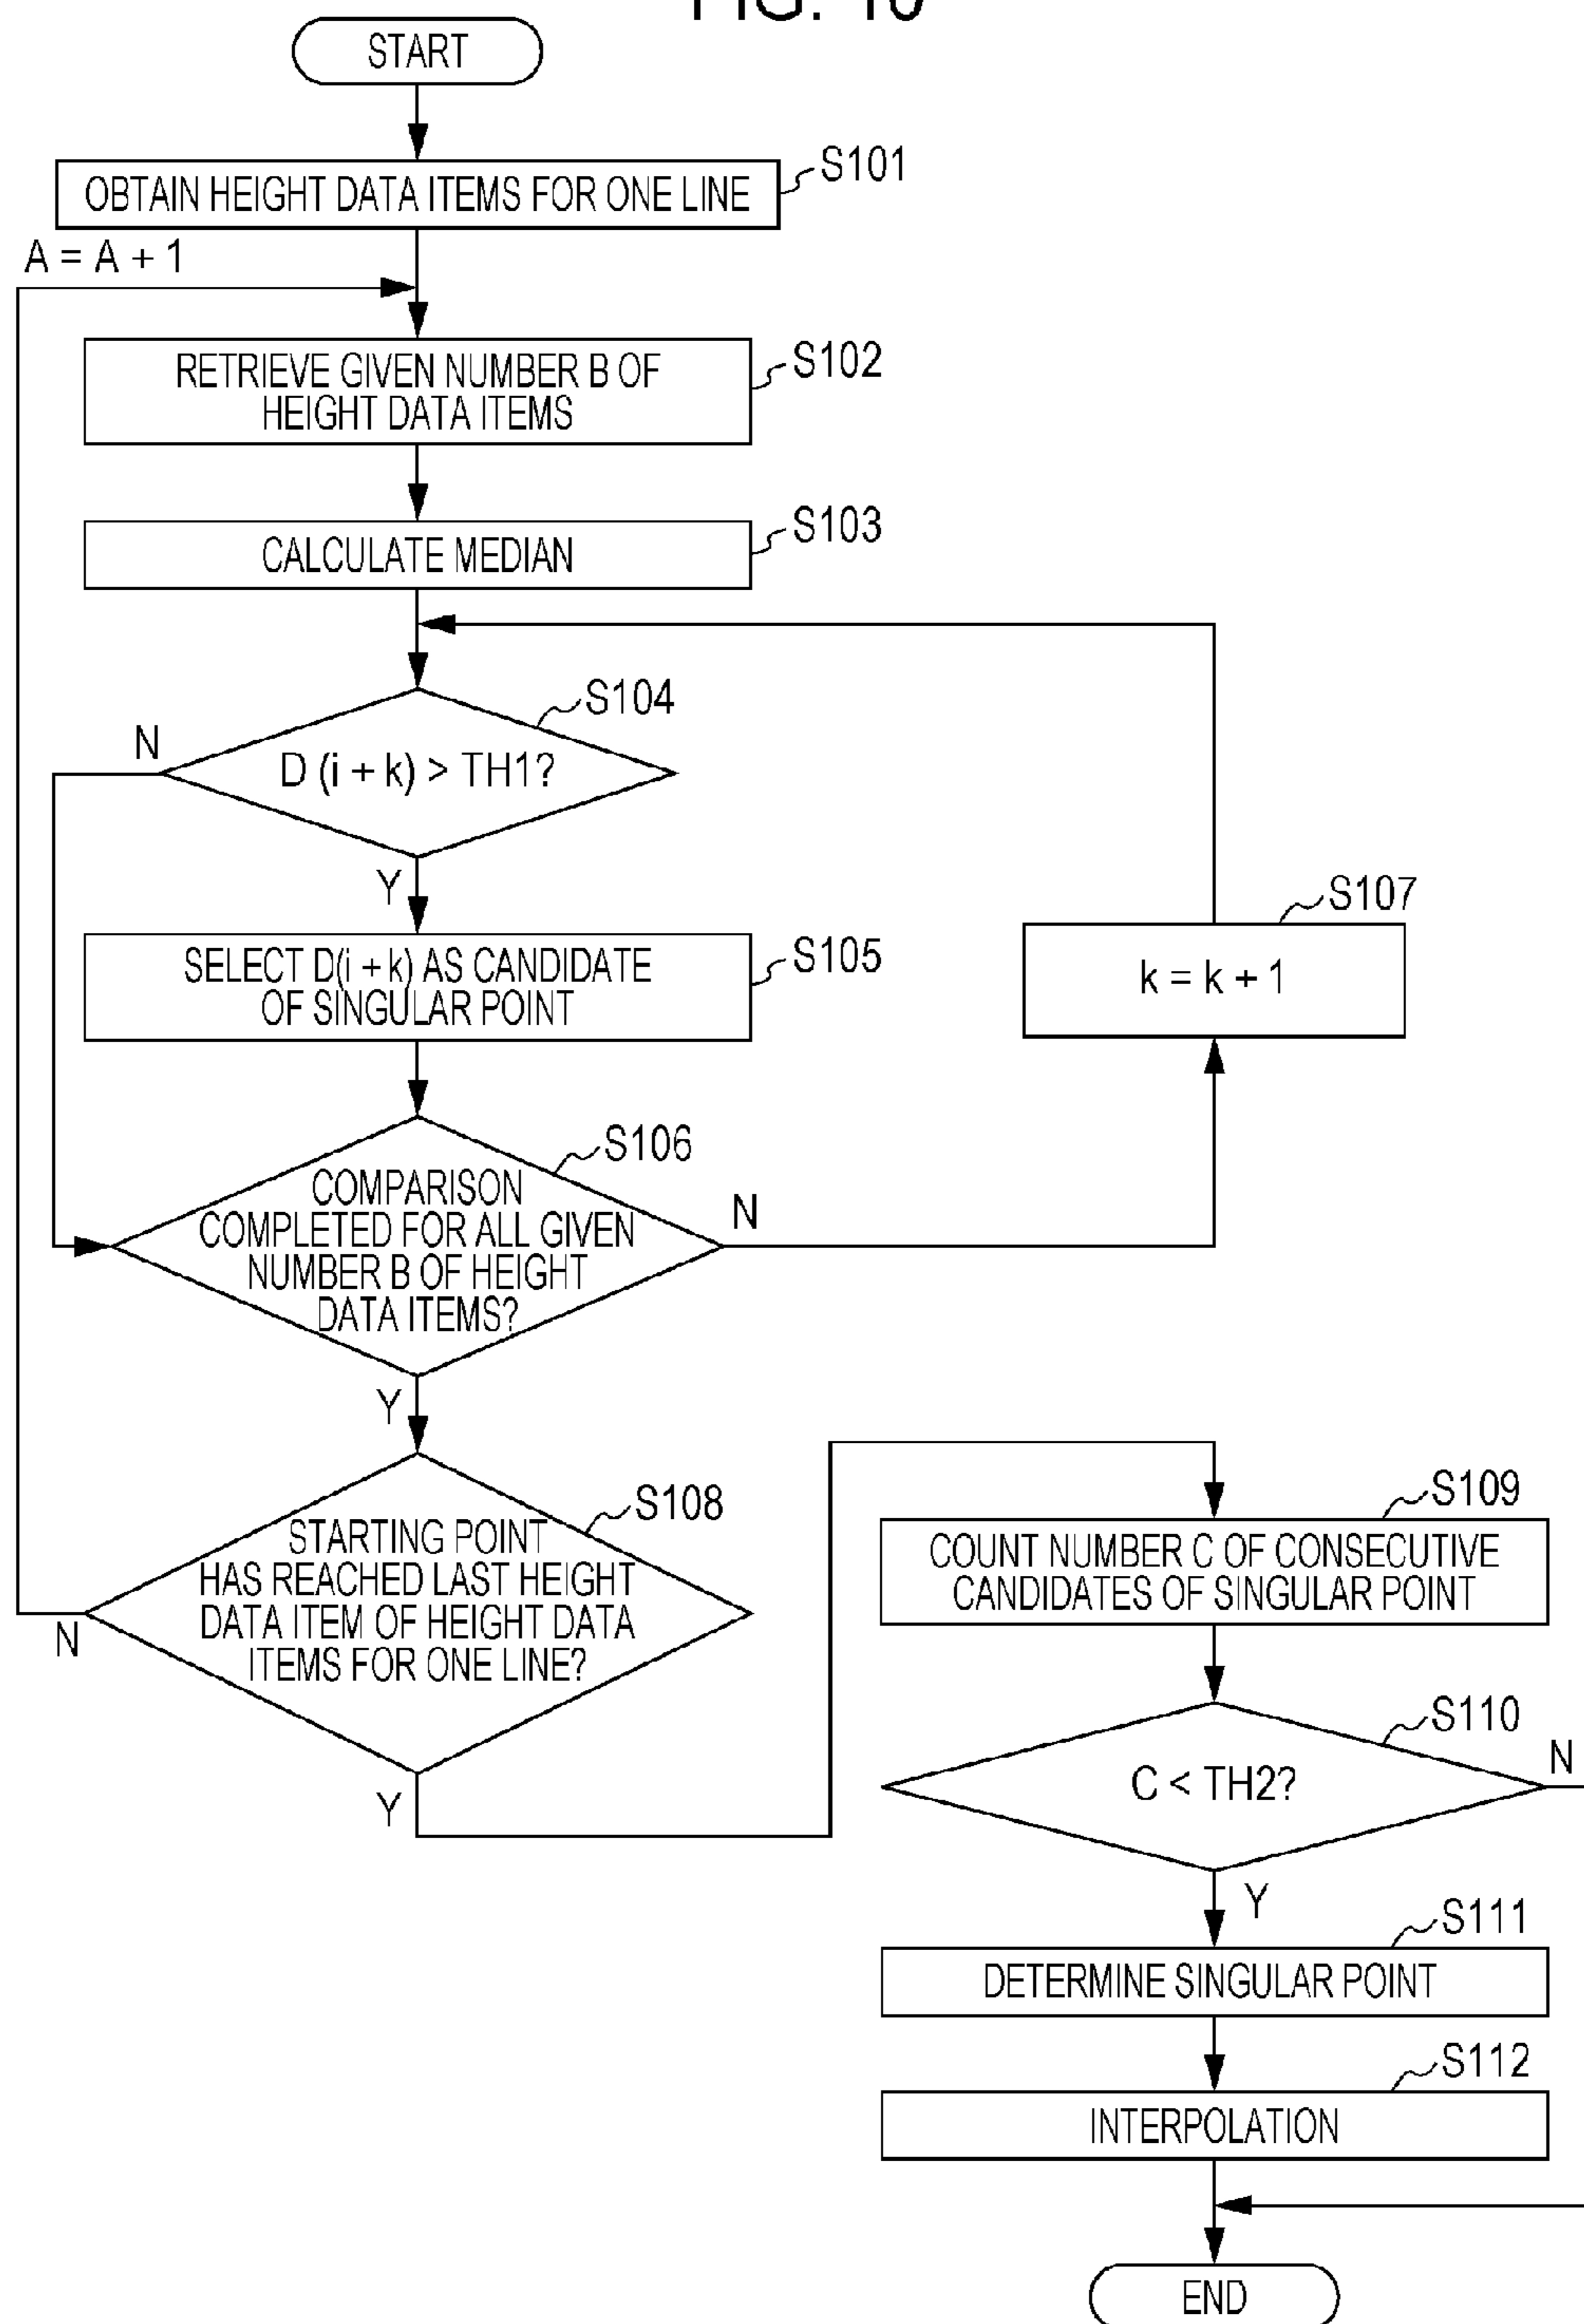 FIG. 10
START
OBTAIN HEIGHT DATA ITEMS FOR ONE LINE
S101
A = A + 1
RETRIEVE GIVEN NUMBER B OF
HEIGHT DATA ITEMS
S102
CALCULATE MEDIAN
S103
S104
N
D (i + k) > TH1?
Y
SELECT D(i + k) AS CANDIDATE
OF SINGULAR POINT
S105
S107
k = k + 1
S106
COMPARISON
COMPLETED FOR ALL GIVEN
NUMBER B OF HEIGHT
DATA ITEMS?
N
Y
S108
STARTING POINT
HAS REACHED LAST HEIGHT
DATA ITEM OF HEIGHT DATA
ITEMS FOR ONE LINE?
N
Y
S109
COUNT NUMBER C OF CONSECUTIVE
CANDIDATES OF SINGULAR POINT
S110
C < TH2?
N
Y
S111
DETERMINE SINGULAR POINT
S112
INTERPOLATION
END